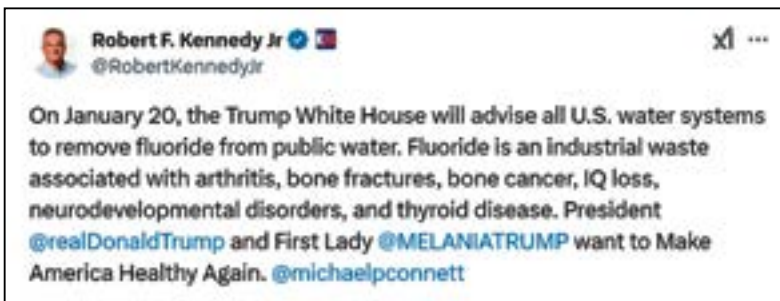 Robert F. Kennedy Jr
@RobertKennedyJr
On January 20, the Trump White House will advise all U.S. water systems
to remove fluoride from public water. Fluoride is an industrial waste
associated with arthritis, bone fractures, bone cancer, IQ loss,
neurodevelopmental disorders, and thyroid disease. President
@realDonaldTrump and First Lady @MELANIATRUMP want to Make
America Healthy Again. @michaelpconnett